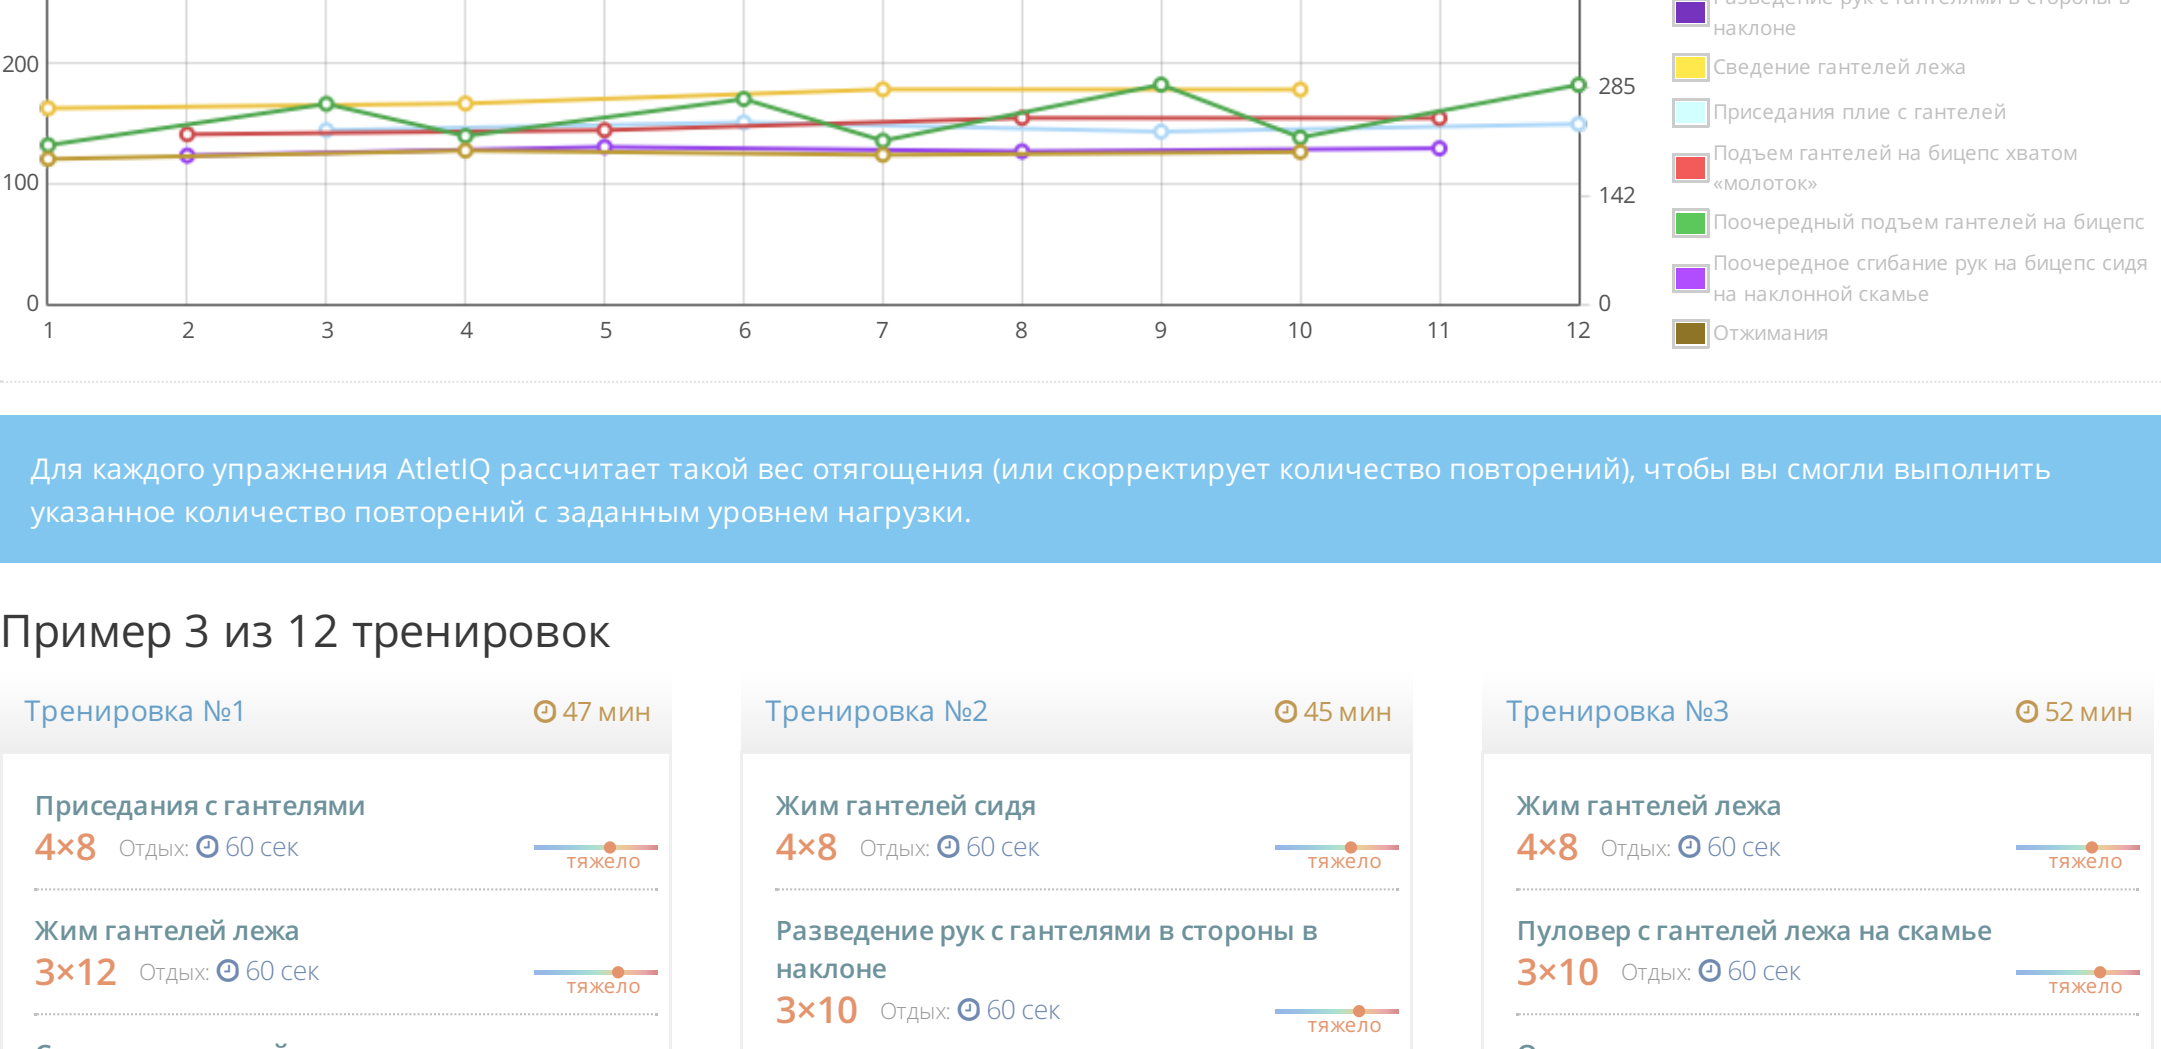 наклоне
Сведение гантелей лежа
Приседания плие с гантелей
Подъем гантелей на бицепс хватом
«молоток»
Поочередный подъем гантелей на бицепс
Поочередное сгибание рук на бицепс сидя
на наклонной скамье
Отжимания
200
100
0
285
142
0
1 2 3 4 5 6 7 8 9 10 11 12
Для каждого упражнения AtletIQ рассчитает такой вес отягощения (или скорректирует количество повторений), чтобы вы смогли выполнить
указанное количество повторений с заданным уровнем нагрузки.
Пример 3 из 12 тренировок
Тренировка №1 47 мин
Приседания с гантелями
4×8 Отдых: 60 сек
тяжело
Жим гантелей лежа
3×12 Отдых: 60 сек
тяжело
Тренировка №2 45 мин
Жим гантелей сидя
4×8 Отдых: 60 сек
тяжело
Разведение рук с гантелями в стороны в
наклоне
3×10 Отдых: 60 сек
тяжело
Тренировка №3 52 мин
Жим гантелей лежа
4×8 Отдых: 60 сек
тяжело
Пуловер с гантелей лежа на скамье
3×10 Отдых: 60 сек
тяжело